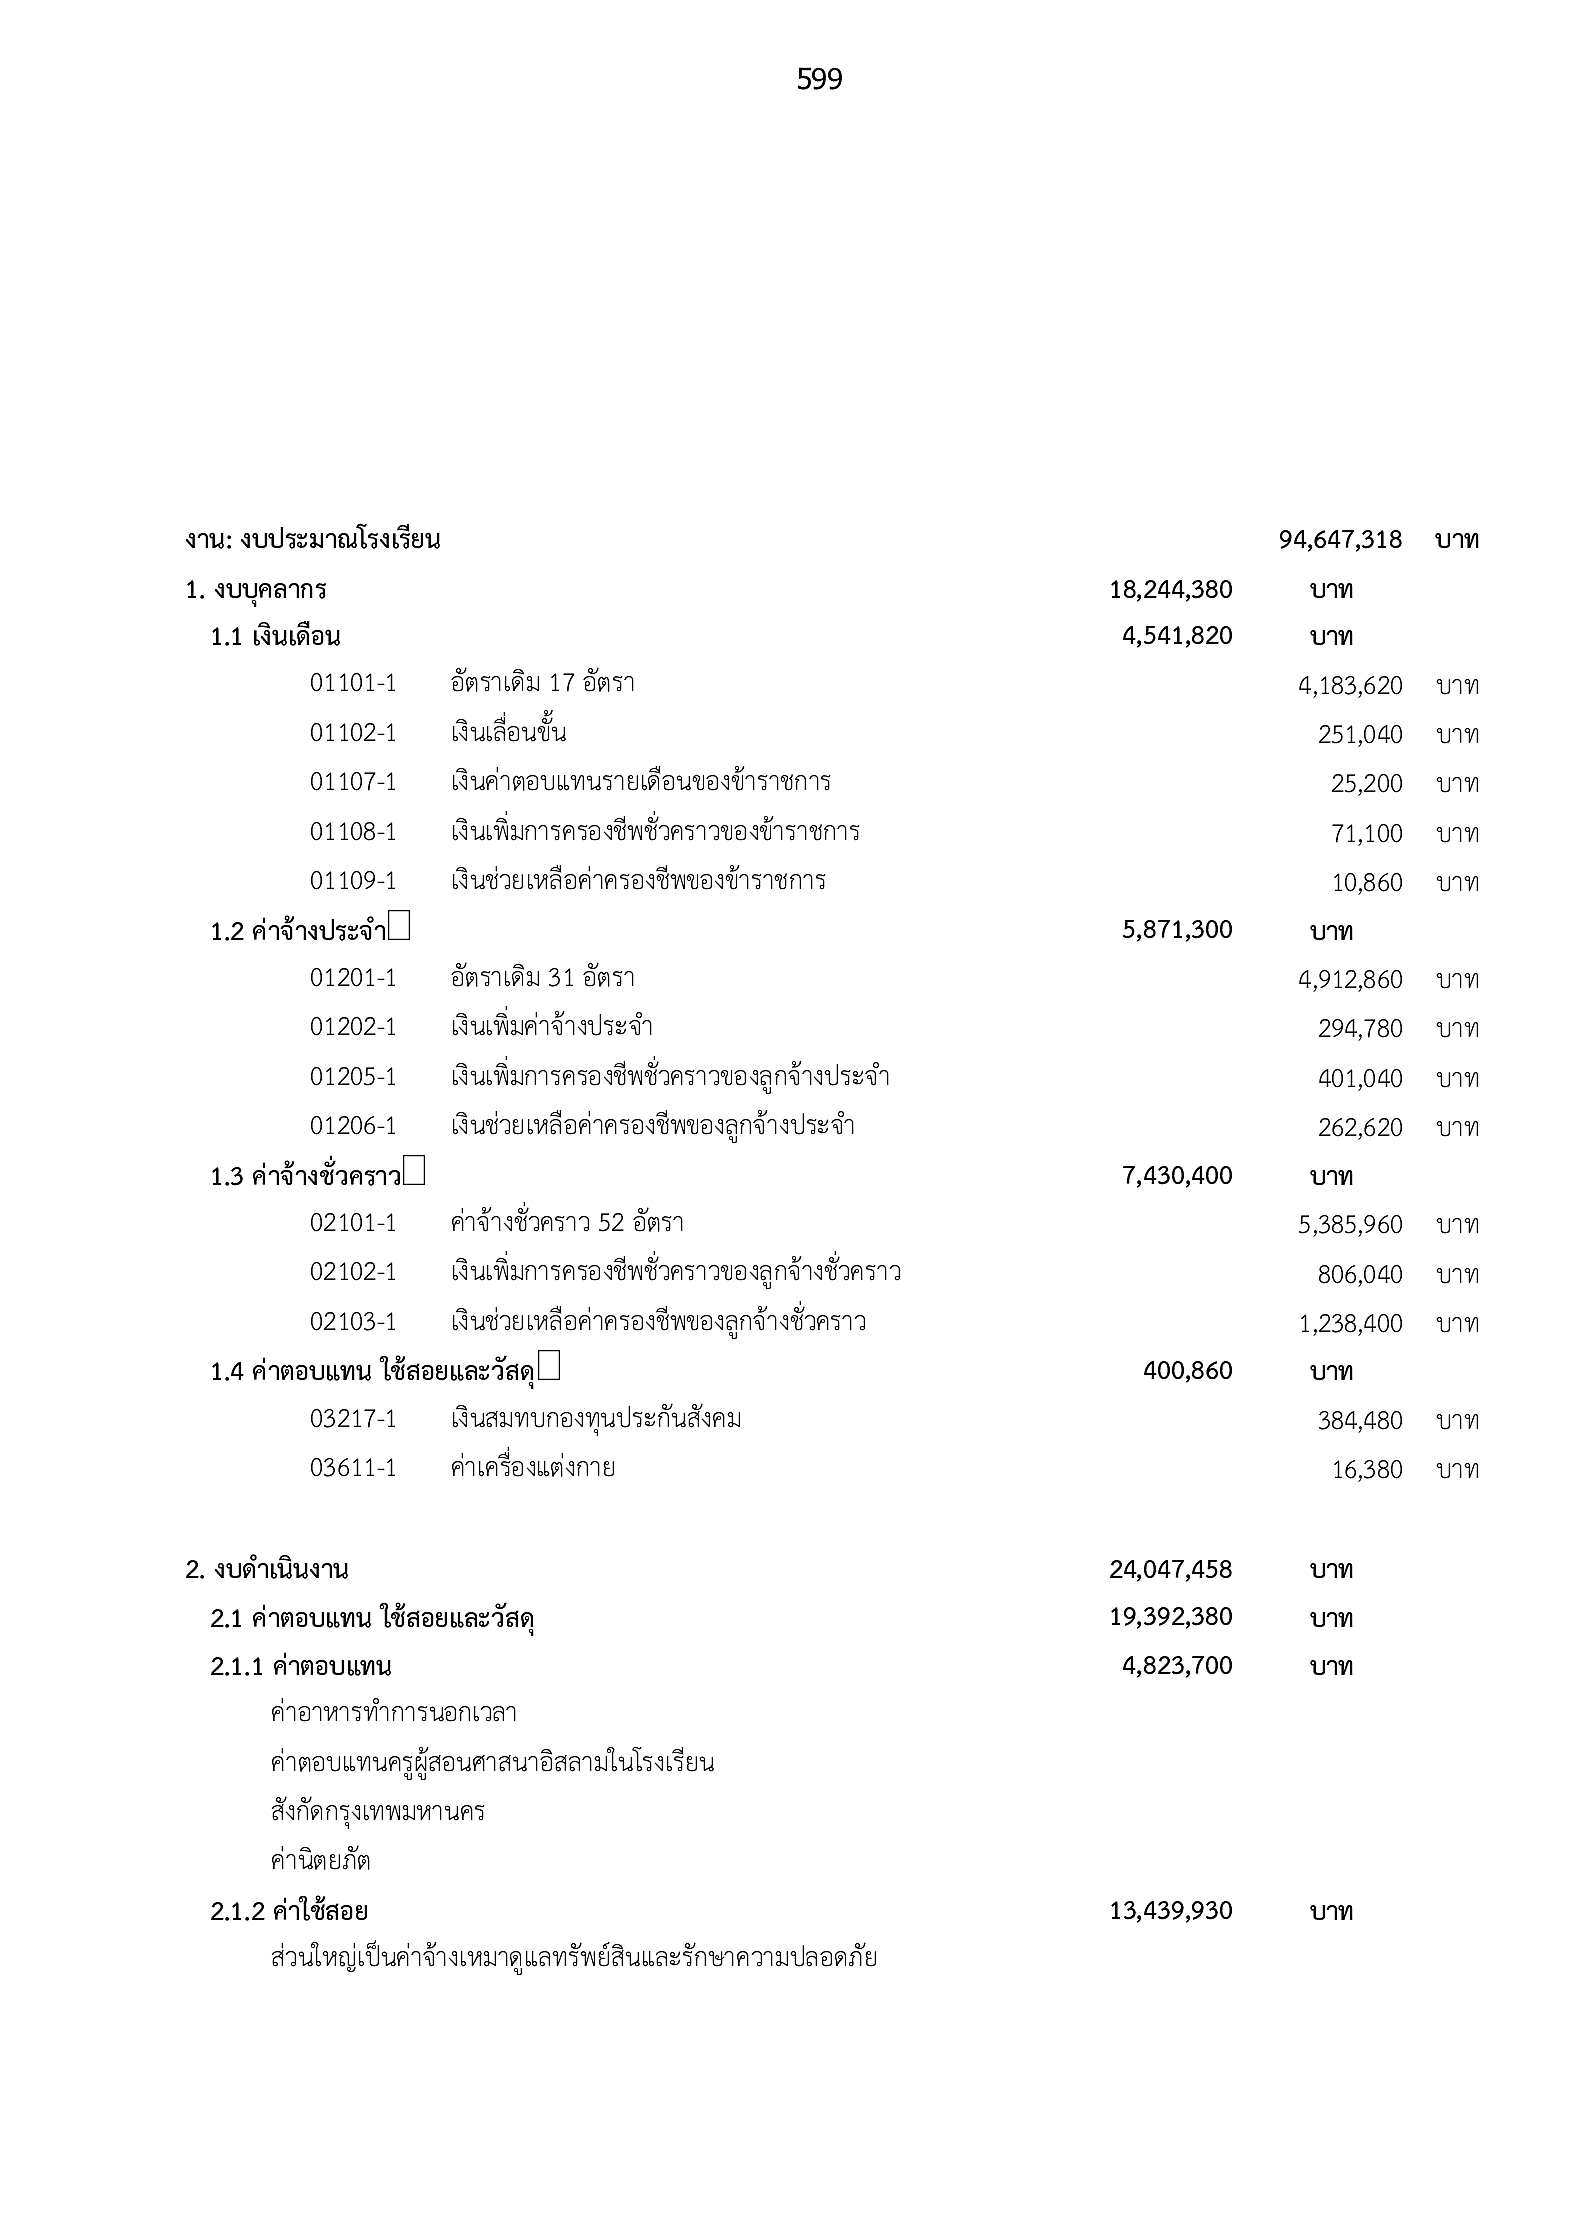 599
งาน: งบประมาณโรงเรียน 94,647,318 บาท
1. งบบุคลากร 18,244,380 บาท
1.1 เงินเดือน 4,541,820 บาท
01101-1 อัตราเดิม 17 อัตรา 4,183,620 บาท
01102-1 เงินเลื่อนขั้น 251,040 บาท
01107-1 เงินค่าตอบแทนรายเดือนของข้าราชการ 25,200 บาท
01108-1 เงินเพิ่มการครองชีพชั่วคราวของข้าราชการ 71,100 บาท
01109-1 เงินช่วยเหลือค่าครองชีพของข้าราชการ 10,860 บาท
1.2 ค่าจ้างประจำ 5,871,300 บาท
01201-1 อัตราเดิม 31 อัตรา 4,912,860 บาท
01202-1 เงินเพิ่มค่าจ้างประจำ 294,780 บาท
01205-1 เงินเพิ่มการครองชีพชั่วคราวของลูกจ้างประจำ 401,040 บาท
01206-1 เงินช่วยเหลือค่าครองชีพของลูกจ้างประจำ 262,620 บาท
1.3 ค่าจ้างชั่วคราว 7,430,400 บาท
02101-1 ค่าจ้างชั่วคราว 52 อัตรา 5,385,960 บาท
02102-1 เงินเพิ่มการครองชีพชั่วคราวของลูกจ้างชั่วคราว 806,040 บาท
02103-1 เงินช่วยเหลือค่าครองชีพของลูกจ้างชั่วคราว 1,238,400 บาท
1.4 ค่าตอบแทน ใช้สอยและวัสดุ 400,860 บาท
03217-1 เงินสมทบกองทุนประกันสังคม 384,480 บาท
03611-1 ค่าเครื่องแต่งกาย 16,380 บาท
2. งบดำเนินงาน 24,047,458 บาท
2.1 ค่าตอบแทน ใช้สอยและวัสดุ 19,392,380 บาท
2.1.1 ค่าตอบแทน 4,823,700 บาท
ค่าอาหารทำการนอกเวลา
ค่าตอบแทนครูผู้สอนศาสนาอิสลามในโรงเรียน
สังกัดกรุงเทพมหานคร
ค่านิตยภัต
2.1.2 ค่าใช้สอย 13,439,930 บาท
ส่วนใหญ่เป็นค่าจ้างเหมาดูแลทรัพย์สินและรักษาความปลอดภัย